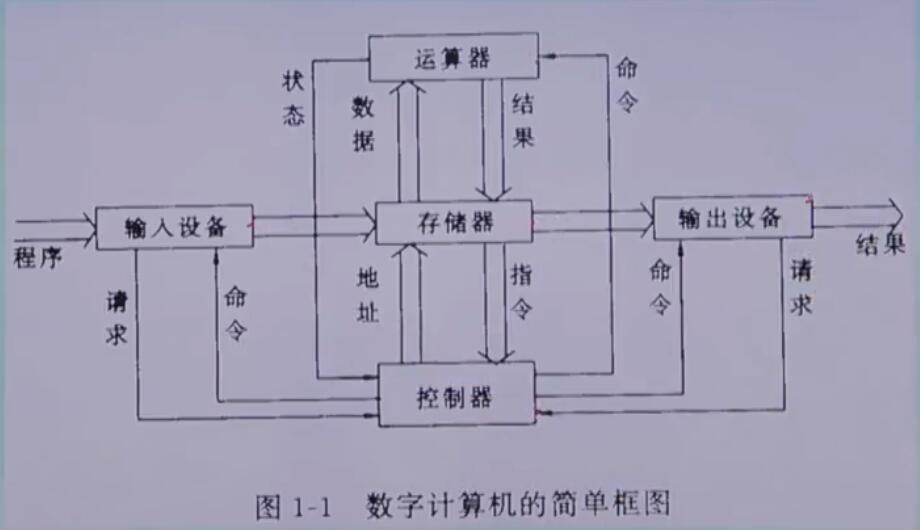 运算器
状态
数据
结果
命令
输入设备
存储器
输出设备
程序
结果
请求
命令
地址
指令
命令
请求
控制器
图1-1 数字计算机的简单框图